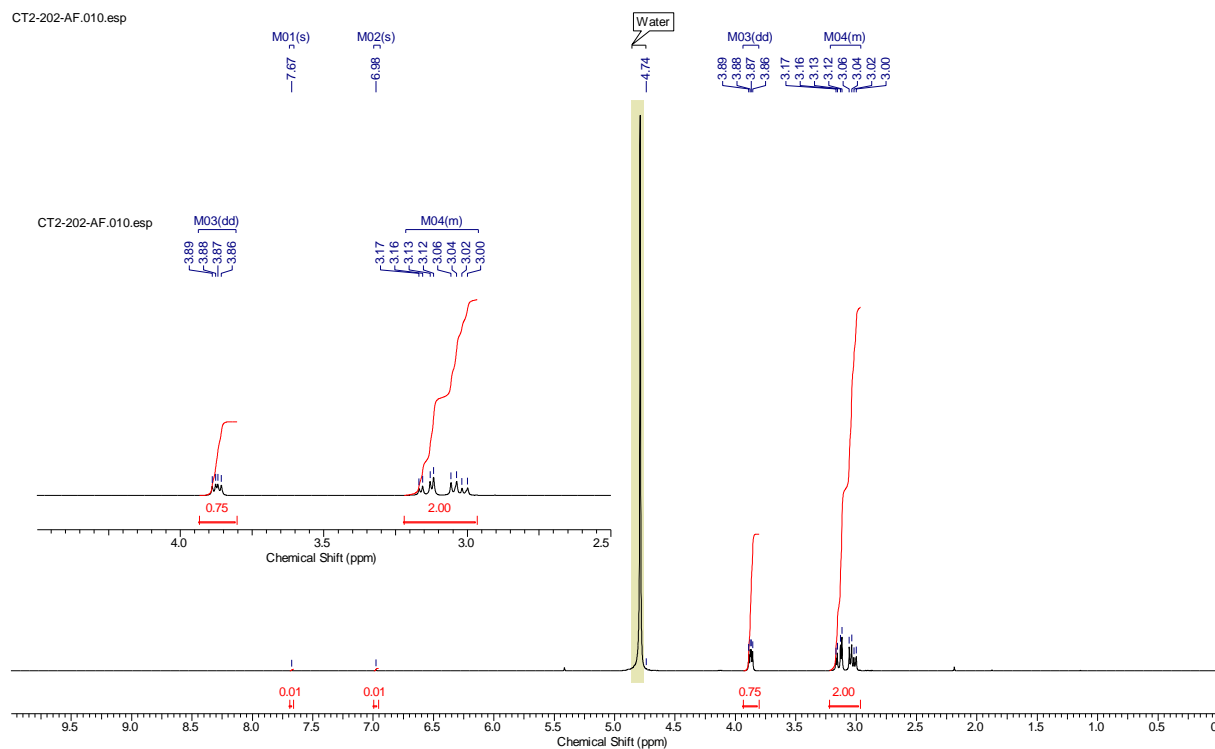 CT2-202-AF.010.esp
Water
M01(s)
M02(s)
M03(dd)
M04(m)
7.67
6.98
4.74
3.89
3.88
3.87
3.86
3.17
3.16
3.13
3.12
3.06
3.04
3.02
3.00
CT2-202-AF.010.esp
M03(dd)
M04(m)
3.89
3.88
3.87
3.86
3.17
3.16
3.13
3.12
3.06
3.04
3.02
3.00
0.75
2.00
4.0 3.5 3.0 2.5
Chemical Shift (ppm)
0.01 0.01 0.75 2.00
9.5 9.0 8.5 8.0 7.5 7.0 6.5 6.0 5.5 5.0 4.5 4.0 3.5 3.0 2.5 2.0 1.5 1.0 0.5 0
Chemical Shift (ppm)